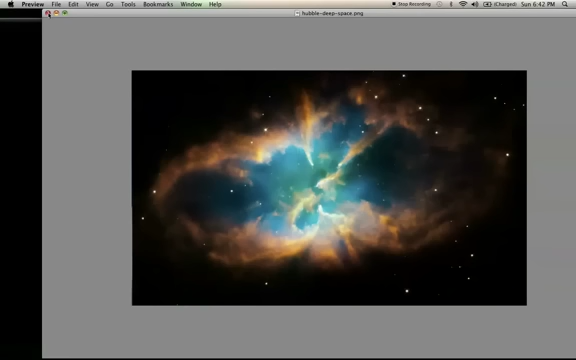 Preview File Edit View Go Tools Bookmarks Window Help Stop Recording (Charged) Sun 6:42 PM
hubble-deep-space.png